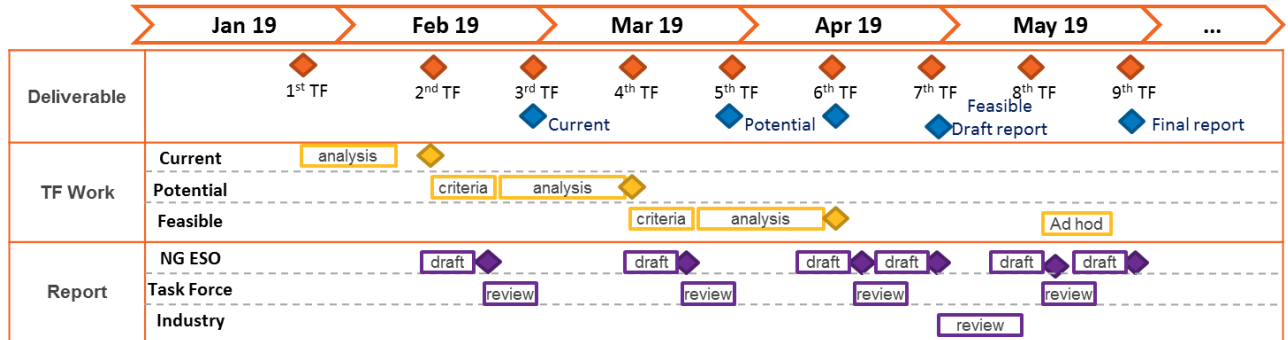 Jan 19 Feb 19 Mar 19 Apr 19 May 19 ...
Deliverable
1st TF 2nd TF 3rd TF 4th TF 5th TF 6th TF 7th TF 8th TF 9th TF
Current Potential Feasible
Draft report Final report
TF Work
Current analysis
Potential criteria analysis
Feasible criteria analysis Ad hod
Report
NG ESO draft draft draft draft draft draft
Task Force review review review review
Industry review